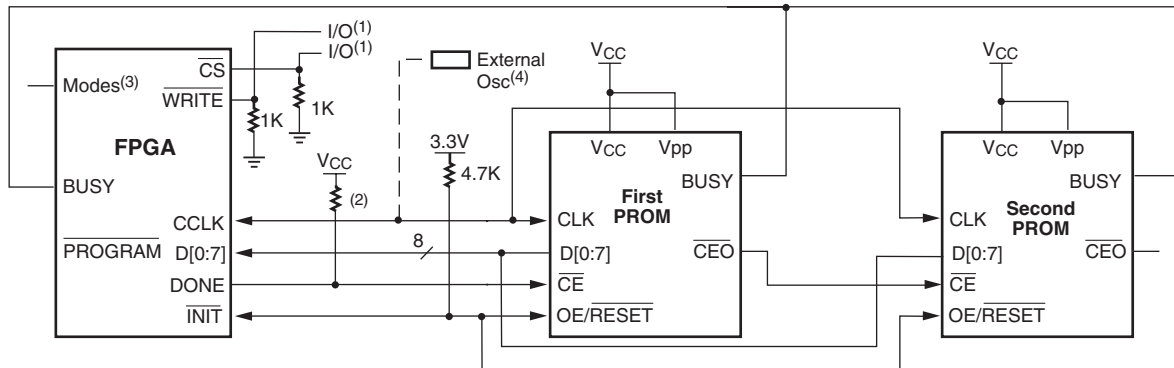 I/O(1)
I/O(1)
CS
Modes(3)
WRITE
1K
1K
FPGA
External
Osc(4)
VCC
VCC
3.3V
4.7K
VCC
(2)
VCC
Vpp
VCC
Vpp
BUSY
BUSY
BUSY
First
PROM
Second
PROM
CCLK
CLK
CLK
PROGRAM
D[0:7]
8
D[0:7]
CEO
D[0:7]
CEO
DONE
CE
CE
INIT
OE/RESET
OE/RESET